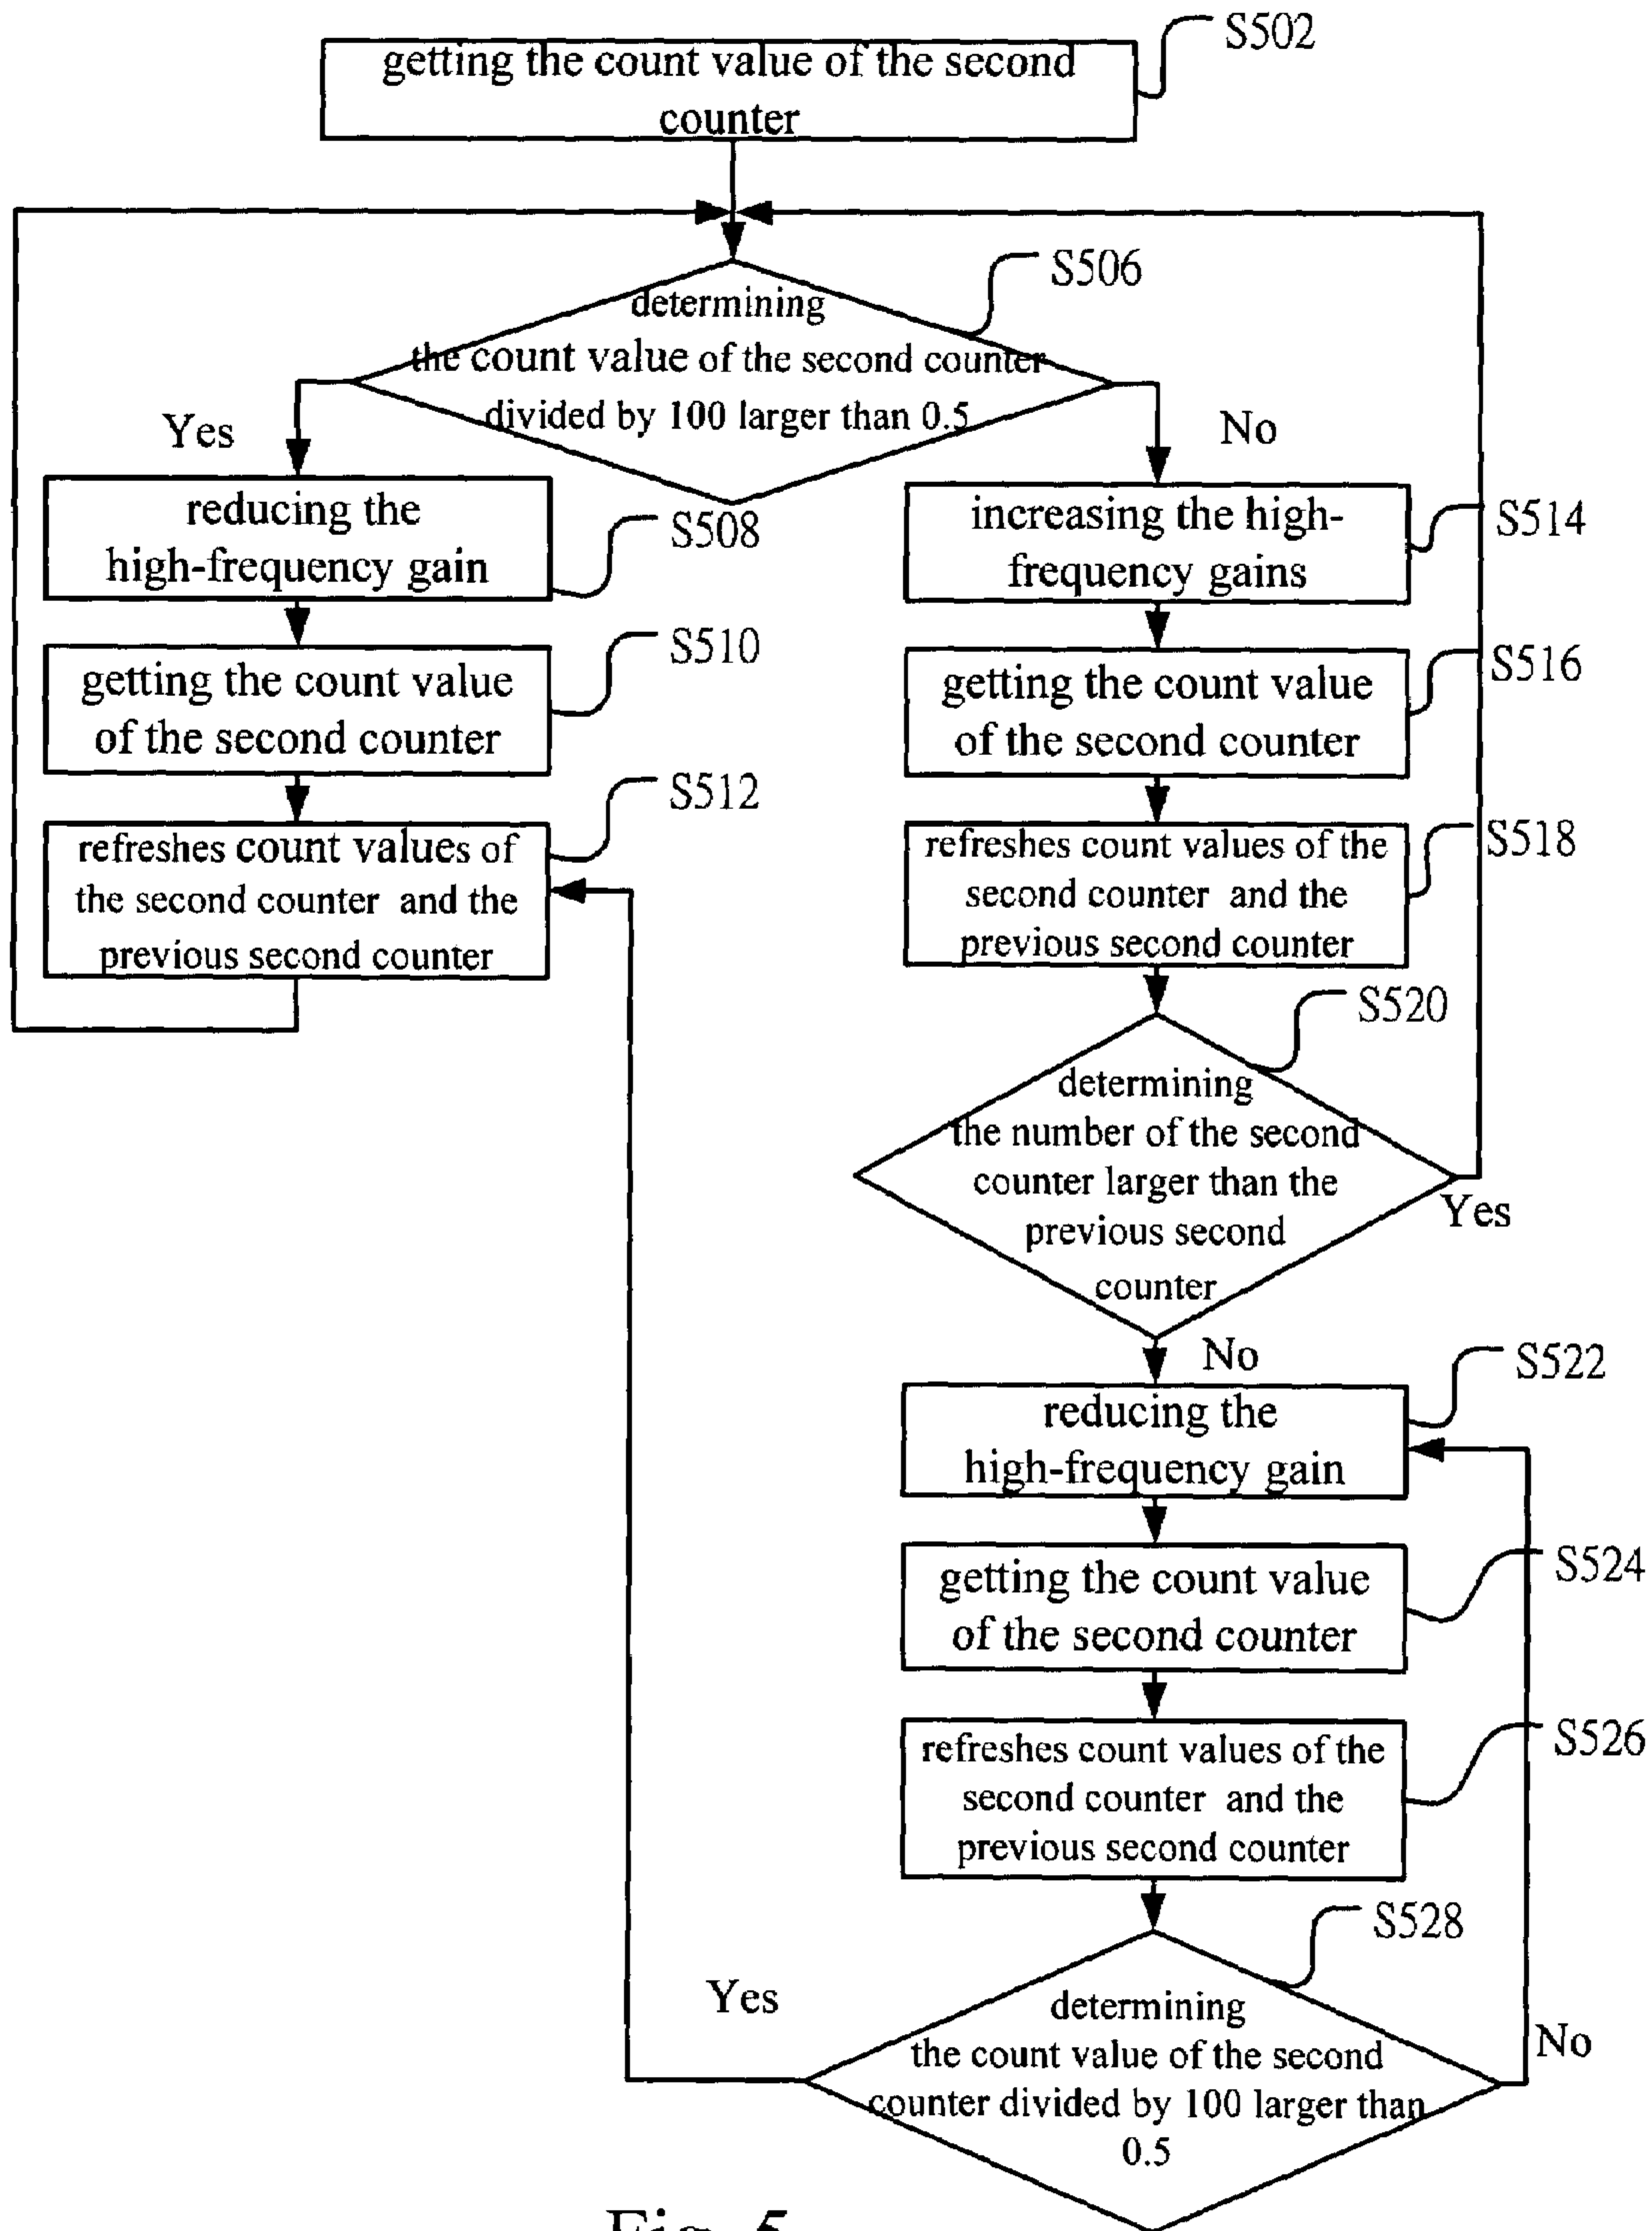 getting the count value of the second
counter
S502
determining
the count value of the second counter
divided by 100 larger than 0.5
S506
Yes
No
reducing the
high-frequency gain
S508
getting the count value
of the second counter
S510
refreshes count values of
the second counter and the
previous second counter
S512
increasing the high-
frequency gains
S514
getting the count value
of the second counter
S516
refreshes count values of the
second counter and the
previous second counter
S518
determining
the number of the second
counter larger than the
previous second
counter
S520
Yes
No
reducing the
high-frequency gain
S522
getting the count value
of the second counter
S524
refreshes count values of the
second counter and the
previous second counter
S526
determining
the count value of the second
counter divided by 100 larger than
0.5
S528
Yes
No
Fig. 5